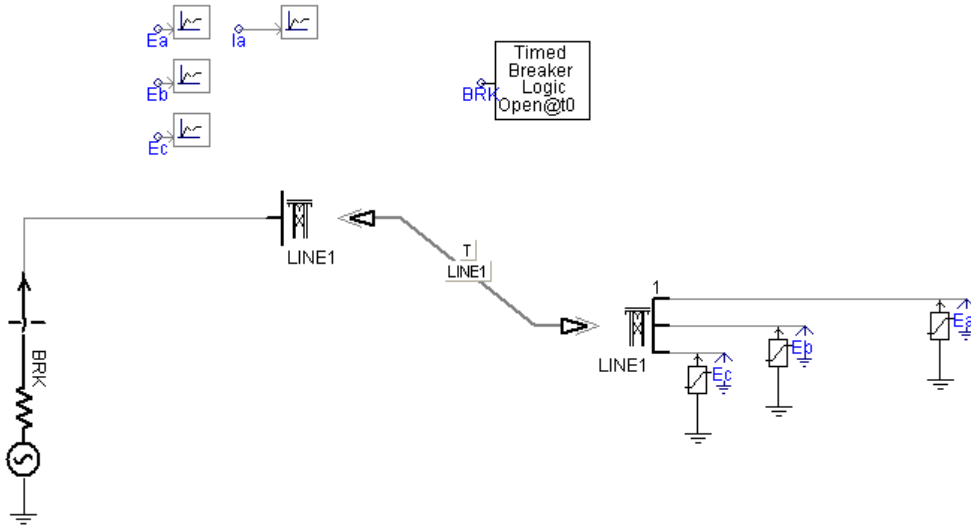 Ea
Ia
Eb
Ec
BRK
Timed
Breaker
Logic
Open@t0
LINE1
T
LINE1
1
LINE1
Ea
Eb
Ec
BRK